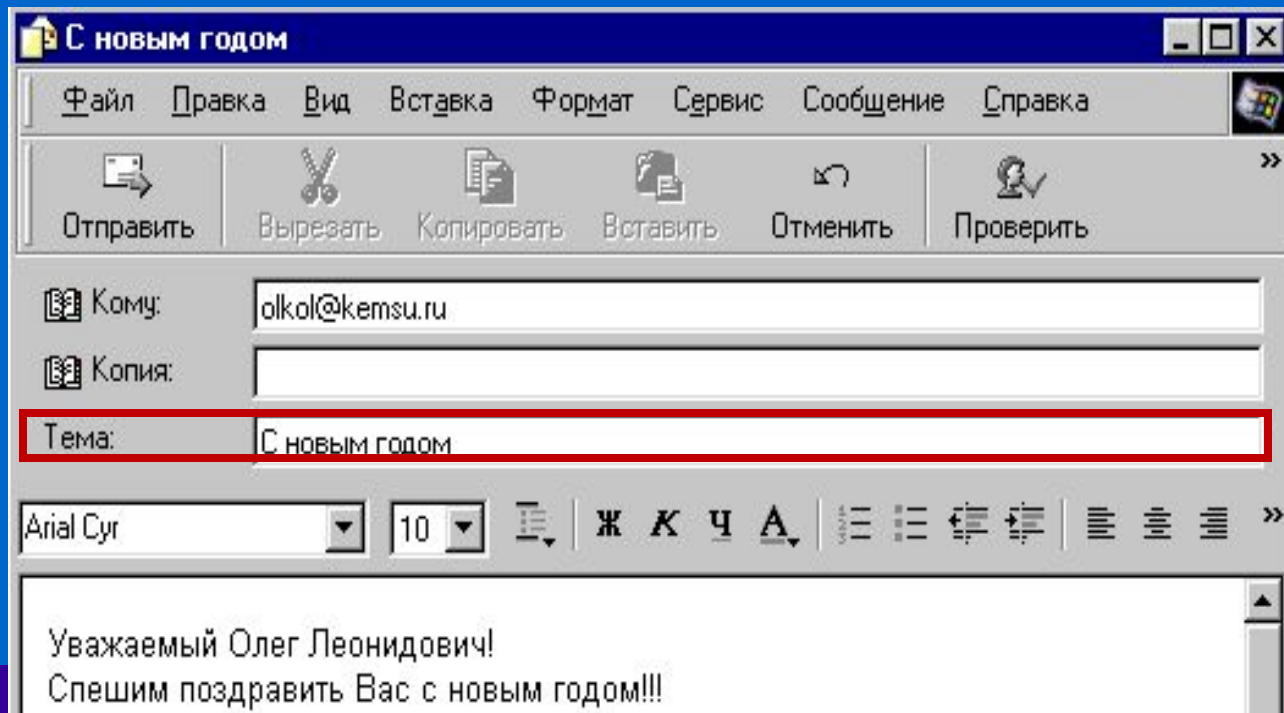 С новым годом
Файл Правка Вид Вставка Формат Сервис Сообщение Справка
Отправить Вырезать Копировать Вставить Отменить Проверить »
Кому: olkol@kemsu.ru
Копия:
Тема: С новым годом
Arial Cyr 10 Ж К Ч А »
Уважаемый Олег Леонидович!
Спешим поздравить Вас с новым годом!!!